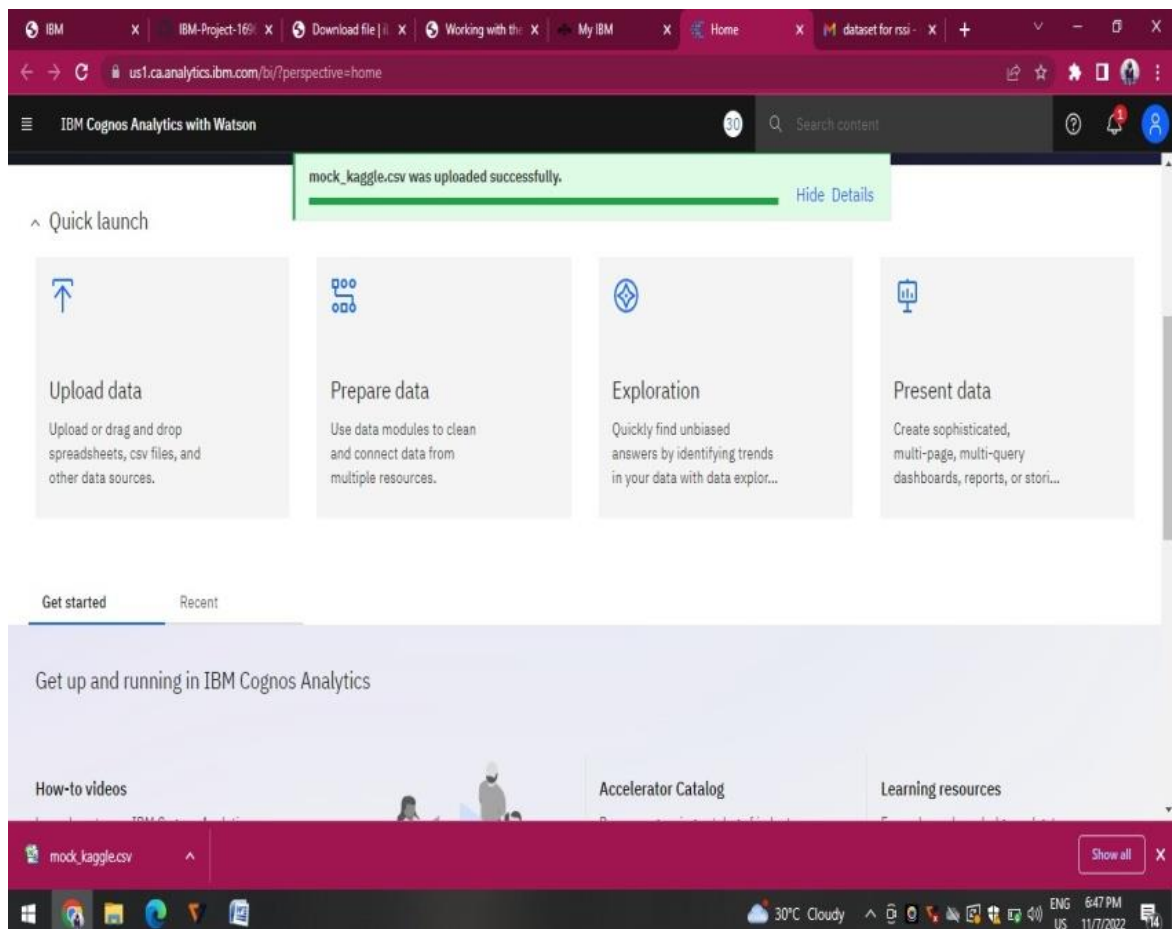 IBM
IBM-Project-169
Download file | il
Working with the
My IBM
Home
dataset for rssi -
us1.ca.analytics.ibm.com/bi/?perspective=home
IBM Cognos Analytics with Watson
30
Search content
1
mock_kaggle.csv was uploaded successfully.
Hide Details
Quick launch
Upload data
Upload or drag and drop
spreadsheets, csv files, and
other data sources.
Prepare data
Use data modules to clean
and connect data from
multiple resources.
Exploration
Quickly find unbiased
answers by identifying trends
in your data with data explor...
Present data
Create sophisticated,
multi-page, multi-query
dashboards, reports, or stori...
Get started
Recent
Get up and running in IBM Cognos Analytics
How-to videos
Accelerator Catalog
Learning resources
mock_kaggle.csv
Show all
30°C Cloudy
ENG
US
6:47 PM
11/7/2022
14